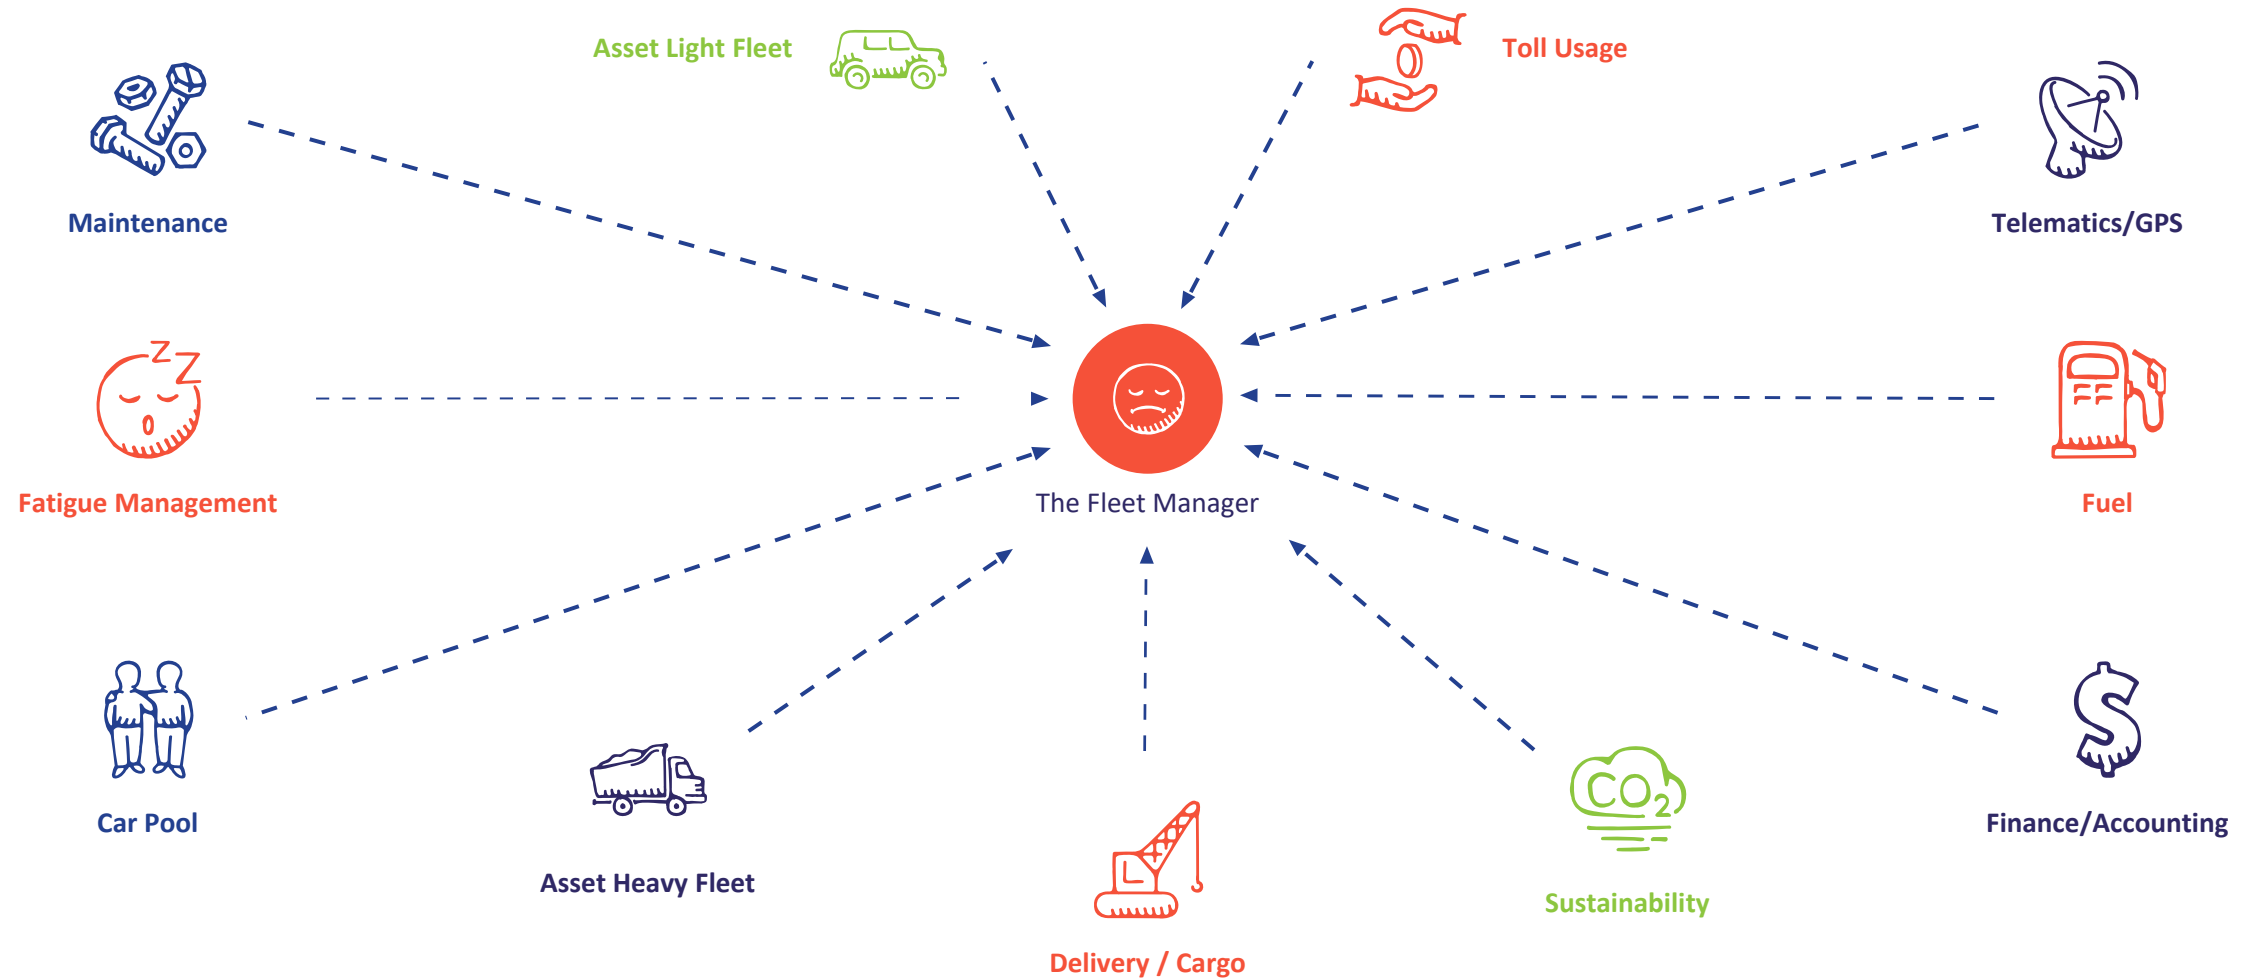 Asset Light Fleet
Toll Usage
Maintenance
Telematics/GPS
Z Z
Fatigue Management
The Fleet Manager
Fuel
Car Pool
CO2
Finance/Accounting
Asset Heavy Fleet
Sustainability
Delivery / Cargo